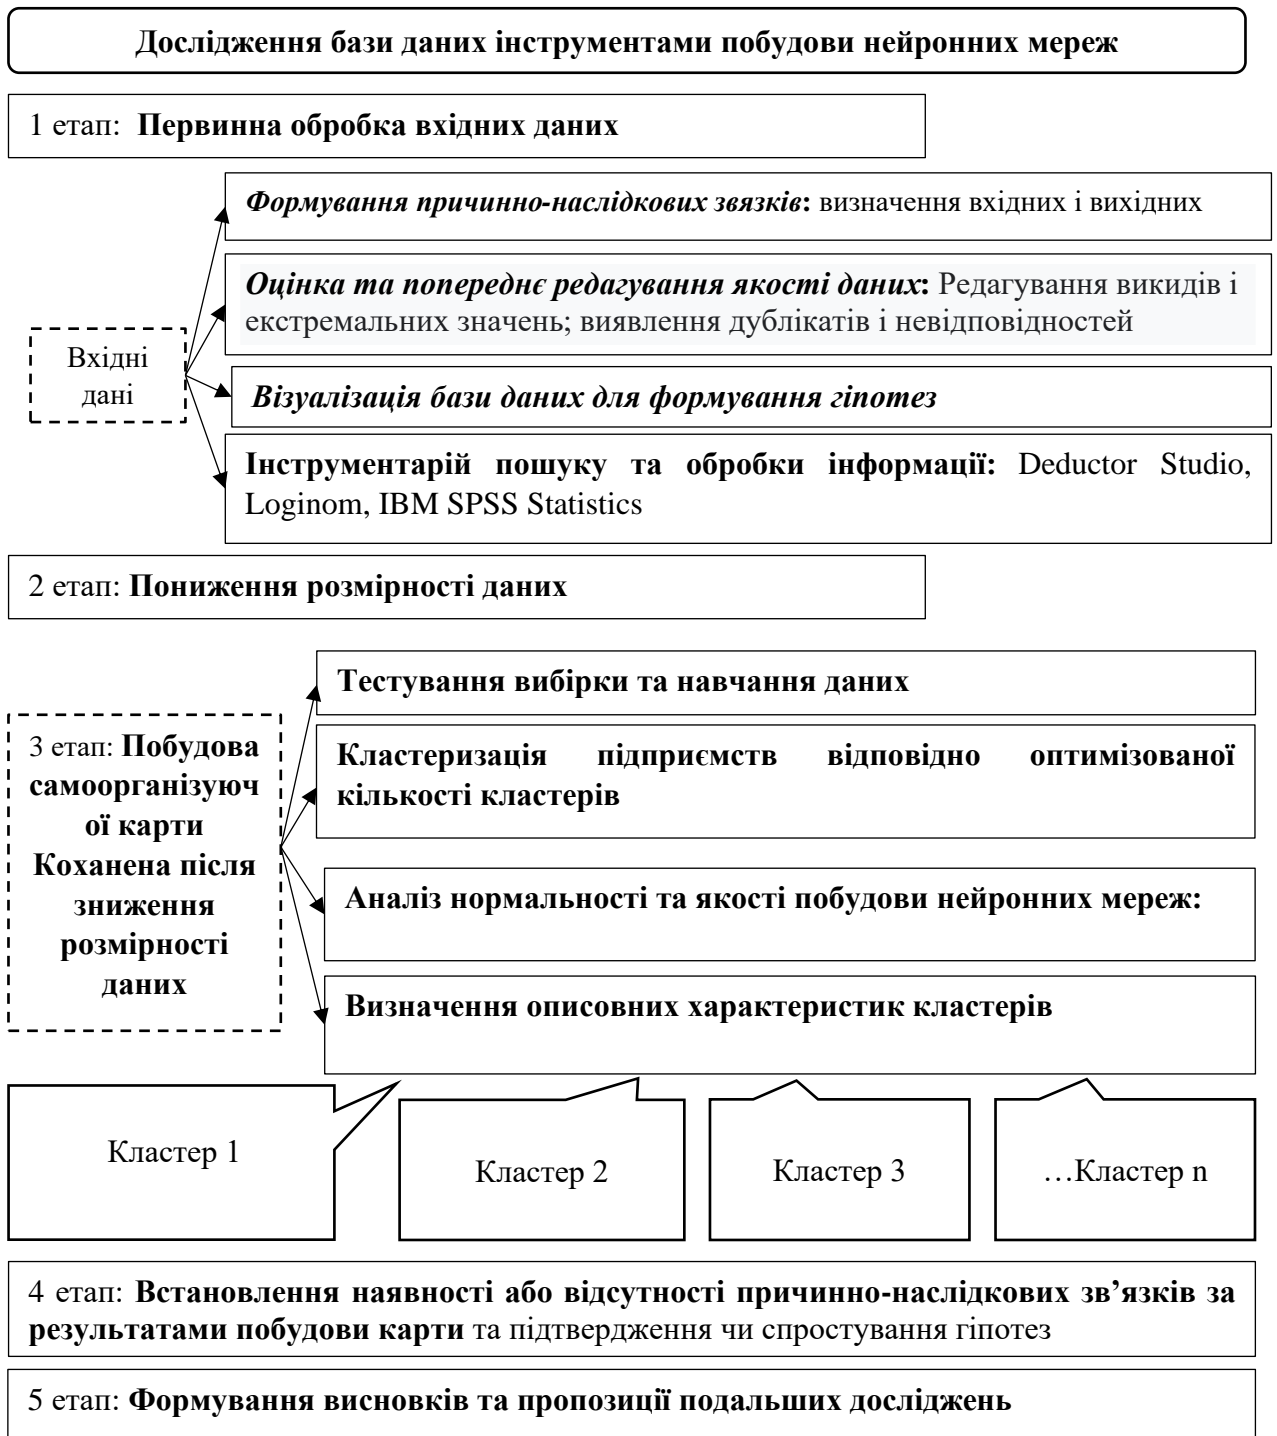 Дослідження бази даних інструментами побудови нейронних мереж
1 етап: Первинна обробка вхідних даних
Формування причинно-наслідкових звязків: визначення вхідних і вихідних
Оцінка та попереднє редагування якості даних: Редагування викидів і
екстремальних значень; виявлення дублікатів і невідповідностей
Вхідні
дані
Візуалізація бази даних для формування гіпотез
Інструментарій пошуку та обробки інформації: Deductor Studio,
Loginom, IBM SPSS Statistics
2 етап: Пониження розмірності даних
3 етап: Побудова
самоорганізуюч
ої карти
Коханена після
зниження
розмірності
даних
Тестування вибірки та навчання даних
Кластеризація підприємств відповідно оптимізованої
кількості кластерів
Аналіз нормальності та якості побудови нейронних мереж:
Визначення описовних характеристик кластерів
Кластер 1
Кластер 2
Кластер 3
…Кластер n
4 етап: Встановлення наявності або відсутності причинно-наслідкових зв’язків за
результатами побудови карти та підтвердження чи спростування гіпотез
5 етап: Формування висновків та пропозиції подальших досліджень